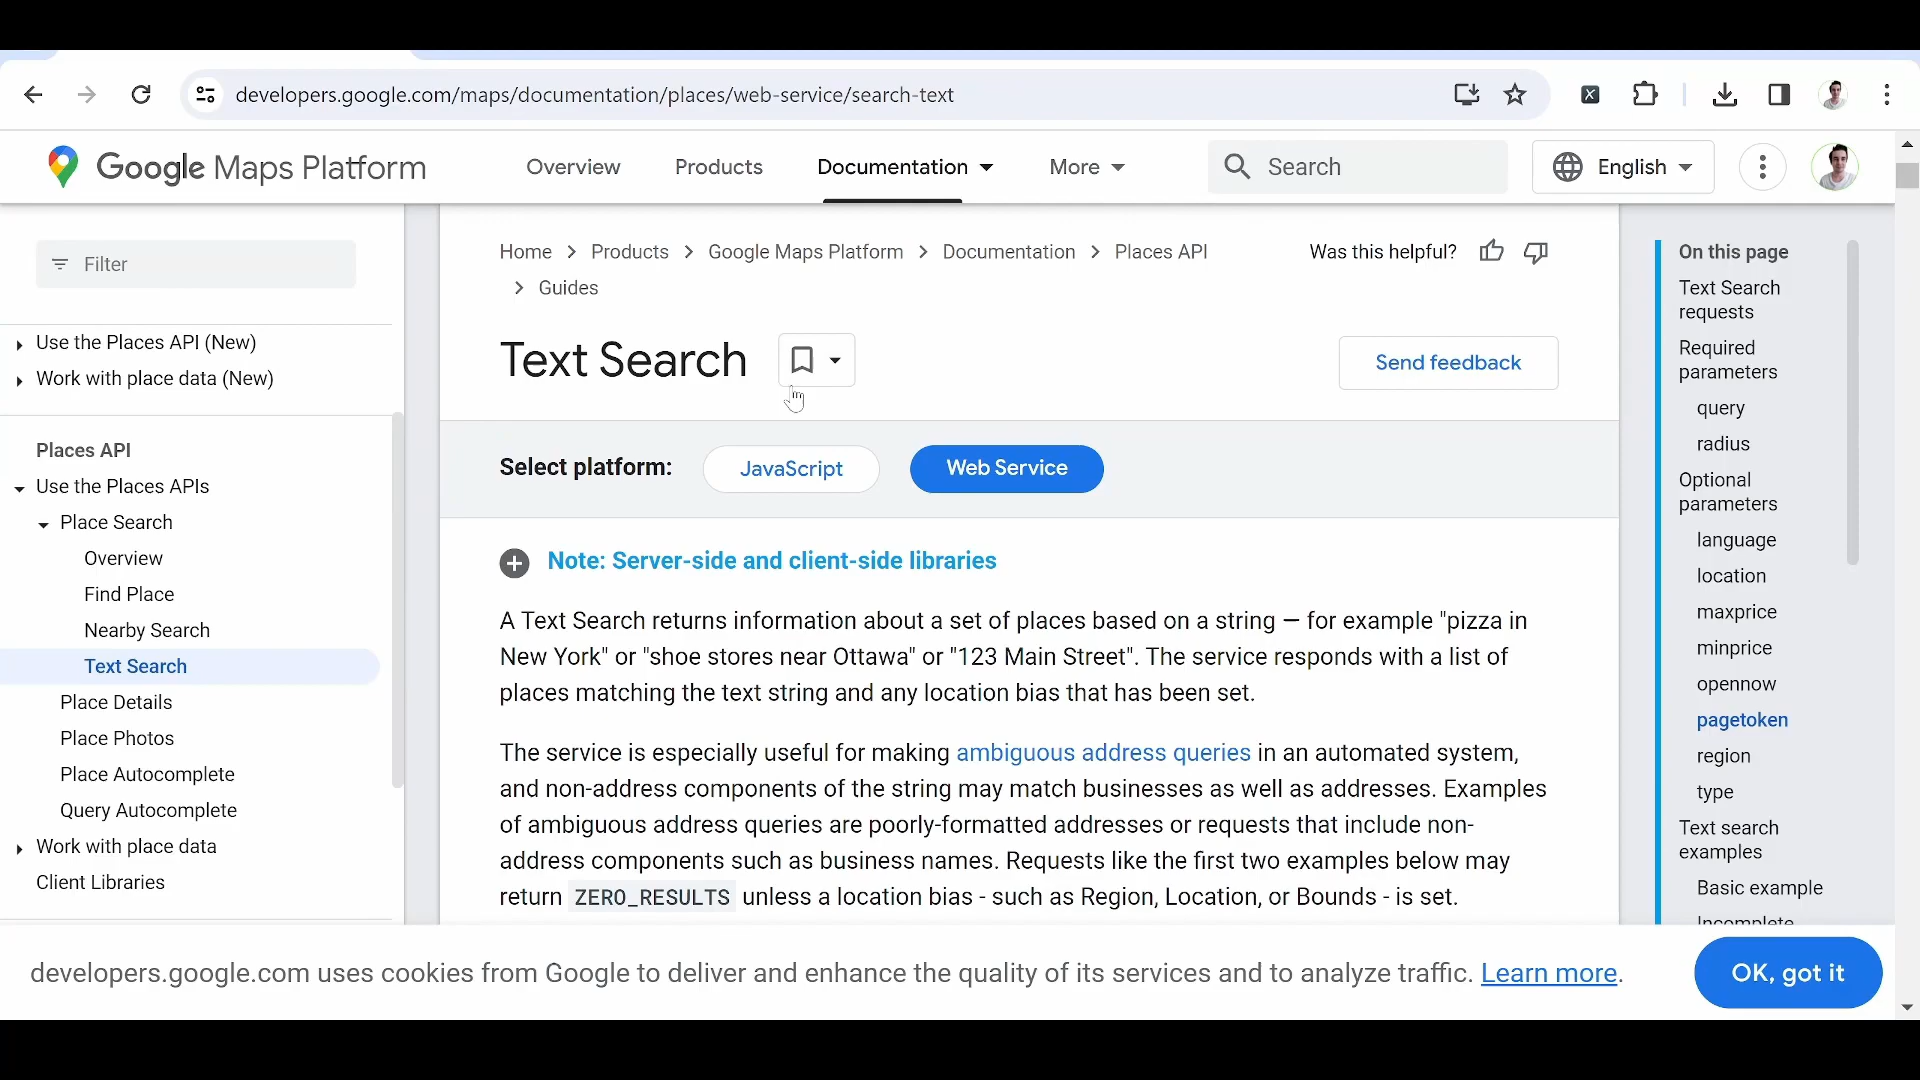 developers.google.com/maps/documentation/places/web-service/search-text
Google Maps Platform
Overview
Products
Documentation
More
Search
English
Filter
Use the Places API (New)
Work with place data (New)
Places API
Use the Places APIs
Place Search
Overview
Find Place
Nearby Search
Text Search
Place Details
Place Photos
Place Autocomplete
Query Autocomplete
Work with place data
Client Libraries
Home > Products > Google Maps Platform > Documentation > Places API
> Guides
Was this helpful?
Text Search
Send feedback
Select platform:
JavaScript
Web Service
Note: Server-side and client-side libraries
A Text Search returns information about a set of places based on a string — for example "pizza in
New York" or "shoe stores near Ottawa" or "123 Main Street". The service responds with a list of
places matching the text string and any location bias that has been set.
The service is especially useful for making ambiguous address queries in an automated system,
and non-address components of the string may match businesses as well as addresses. Examples
of ambiguous address queries are poorly-formatted addresses or requests that include non-
address components such as business names. Requests like the first two examples below may
return ZERO_RESULTS unless a location bias - such as Region, Location, or Bounds - is set.
On this page
Text Search
requests
Required
parameters
query
radius
Optional
parameters
language
location
maxprice
minprice
opennow
pagetoken
region
type
Text search
examples
Basic example
Incomplete
developers.google.com uses cookies from Google to deliver and enhance the quality of its services and to analyze traffic. Learn more.
OK, got it